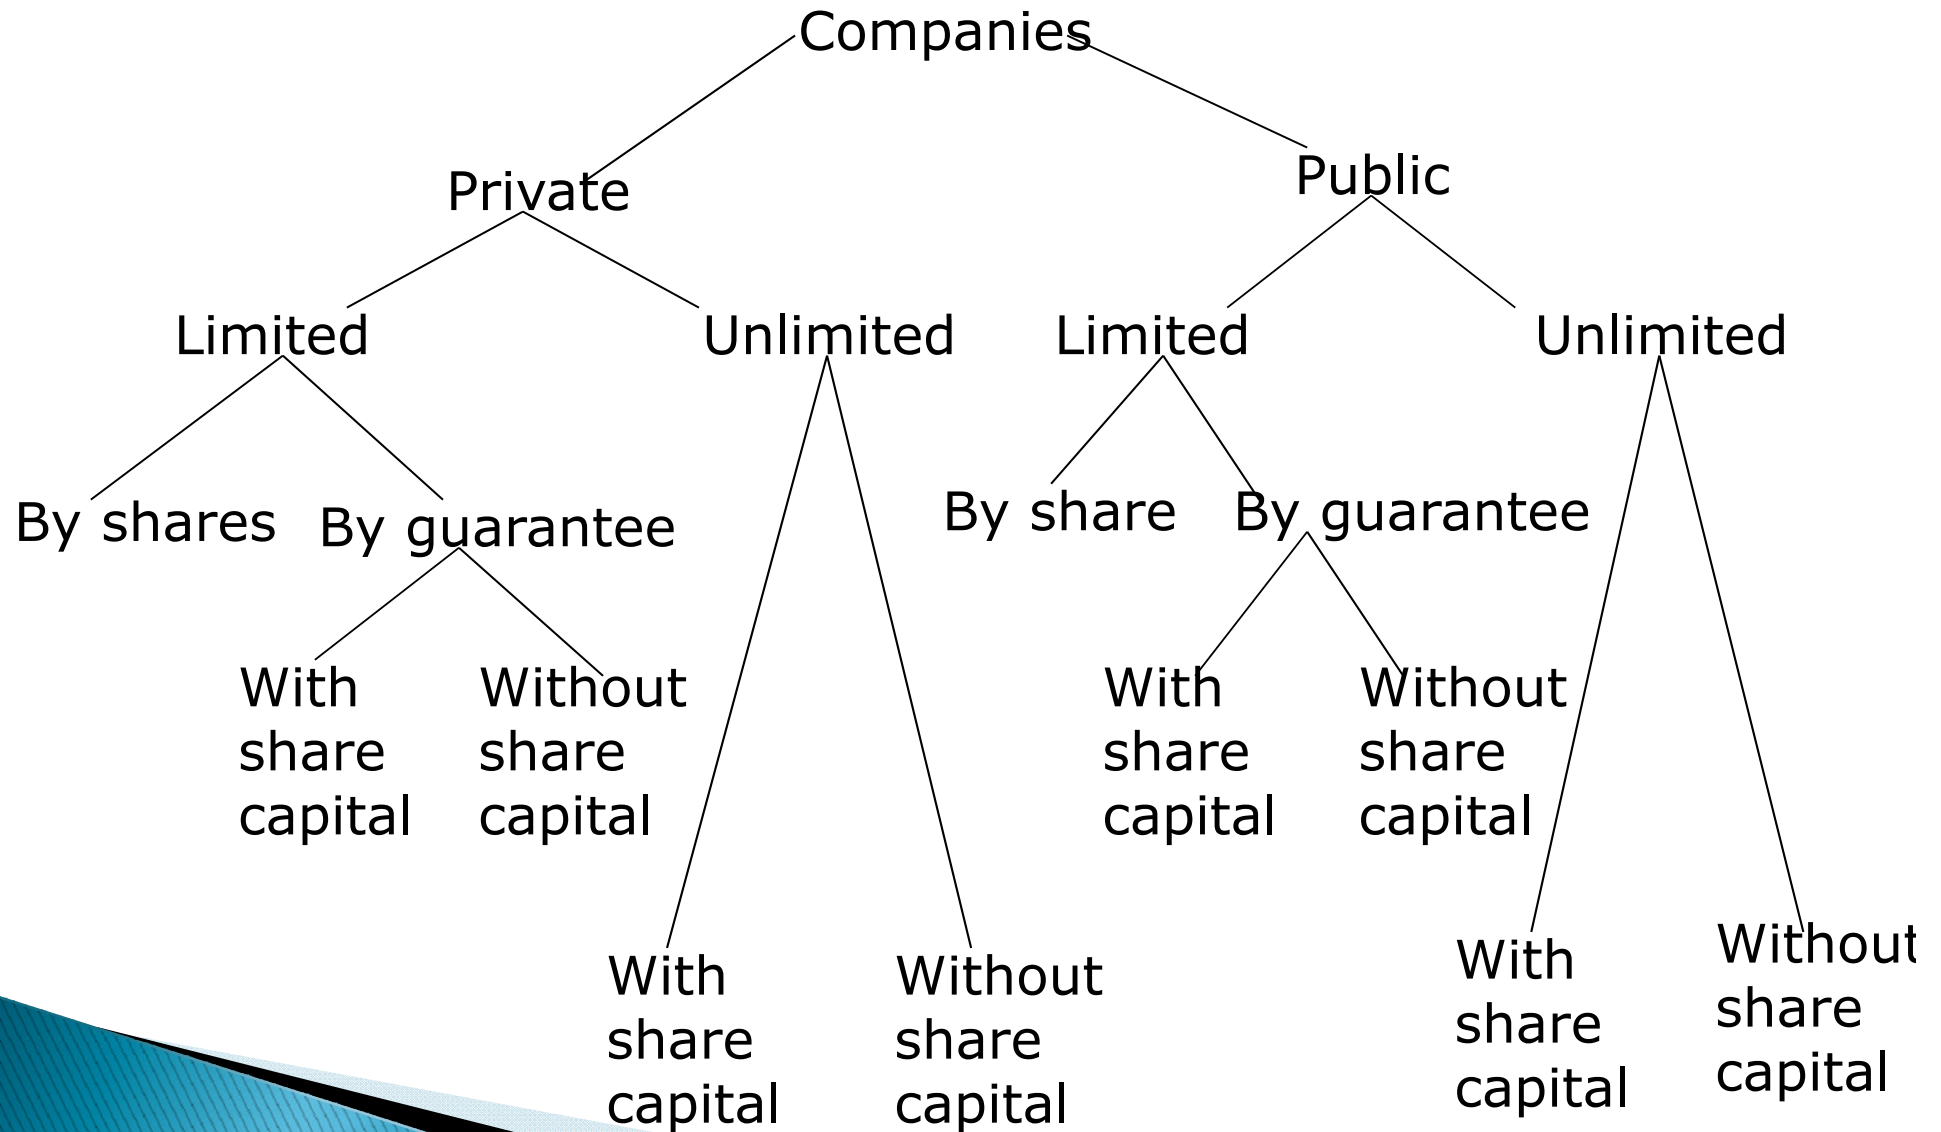 Companies
Private
Public
Limited
Unlimited
Limited
Unlimited
By shares
By guarantee
By share
By guarantee
With
share
capital
Without
share
capital
With
share
capital
Without
share
capital
With
share
capital
Without
share
capital
With
share
capital
Without
share
capital